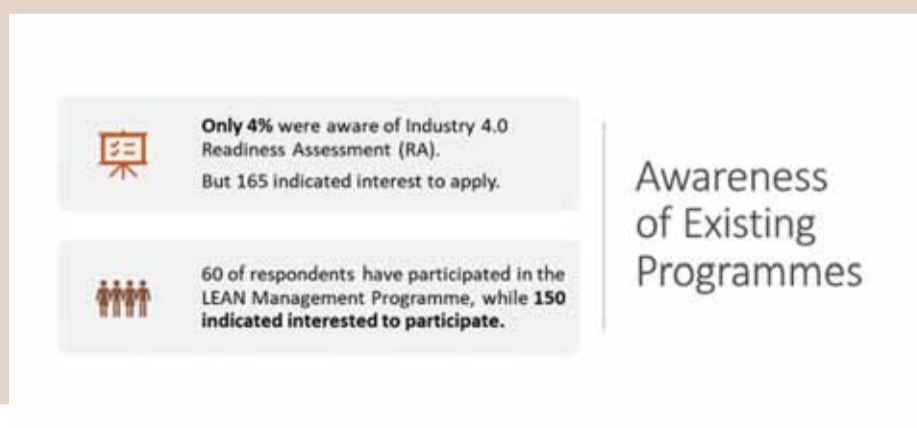 Only 4% were aware of Industry 4.0
Readiness Assessment (RA).
But 165 indicated interest to apply.
60 of respondents have participated in the
LEAN Management Programme, while 150
indicated interested to participate.
Awareness
of Existing
Programmes